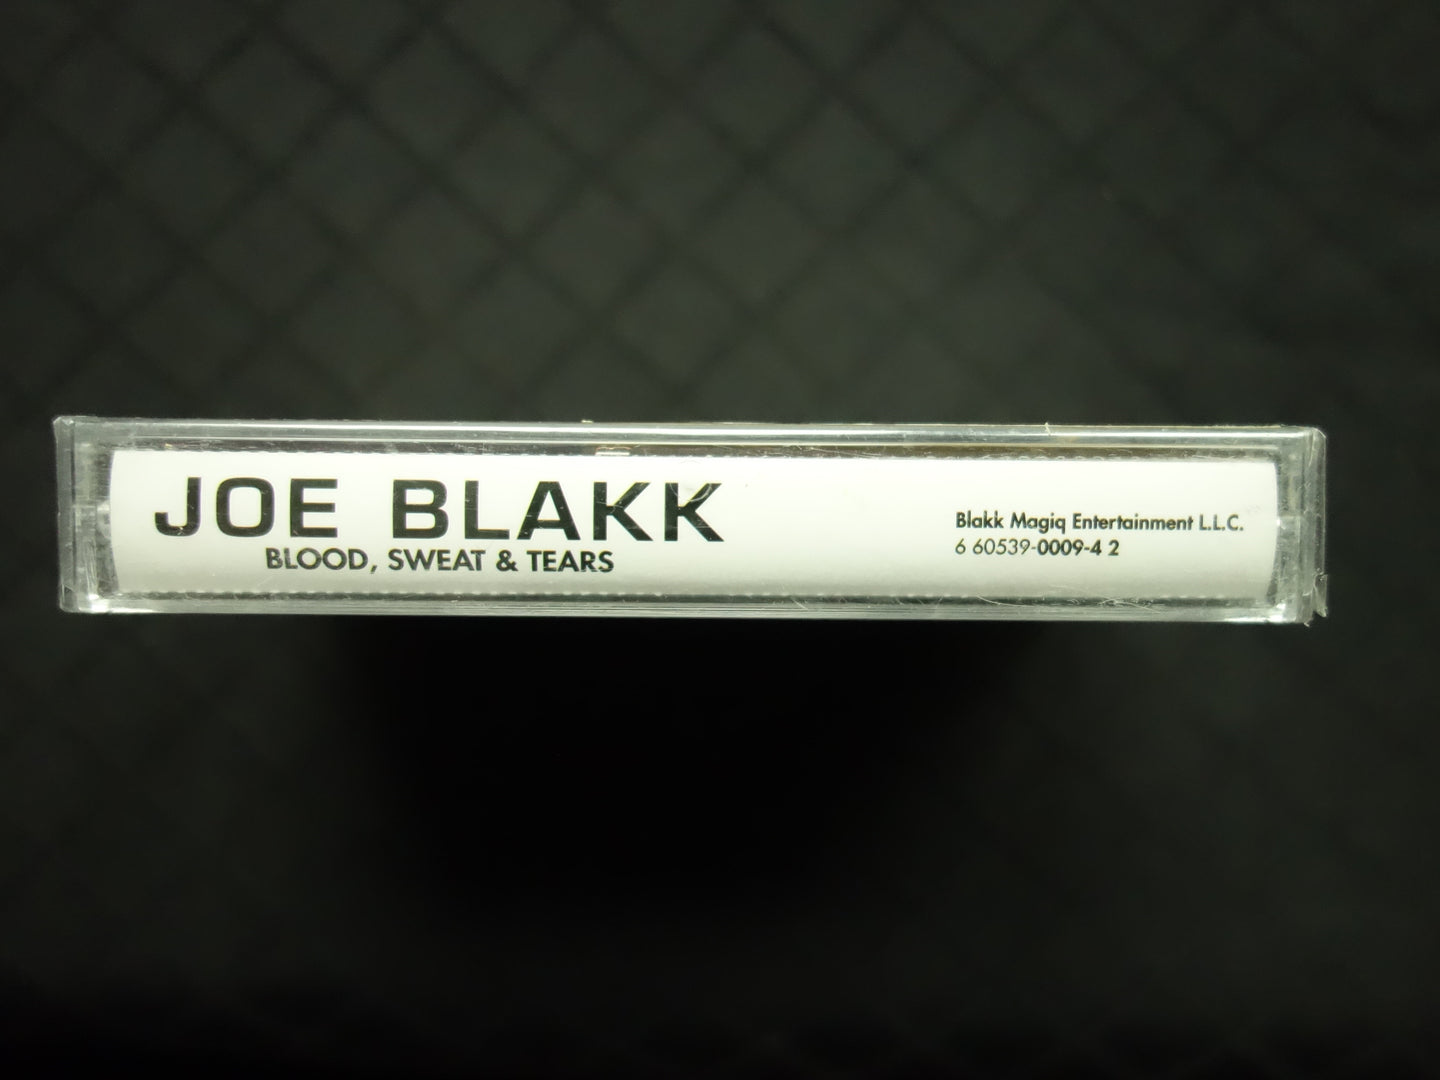 JOE BLAKK
BLOOD, SWEAT & TEARS
Blakk Magiq Entertainment L.L.C.
6 60539-0009-4 2